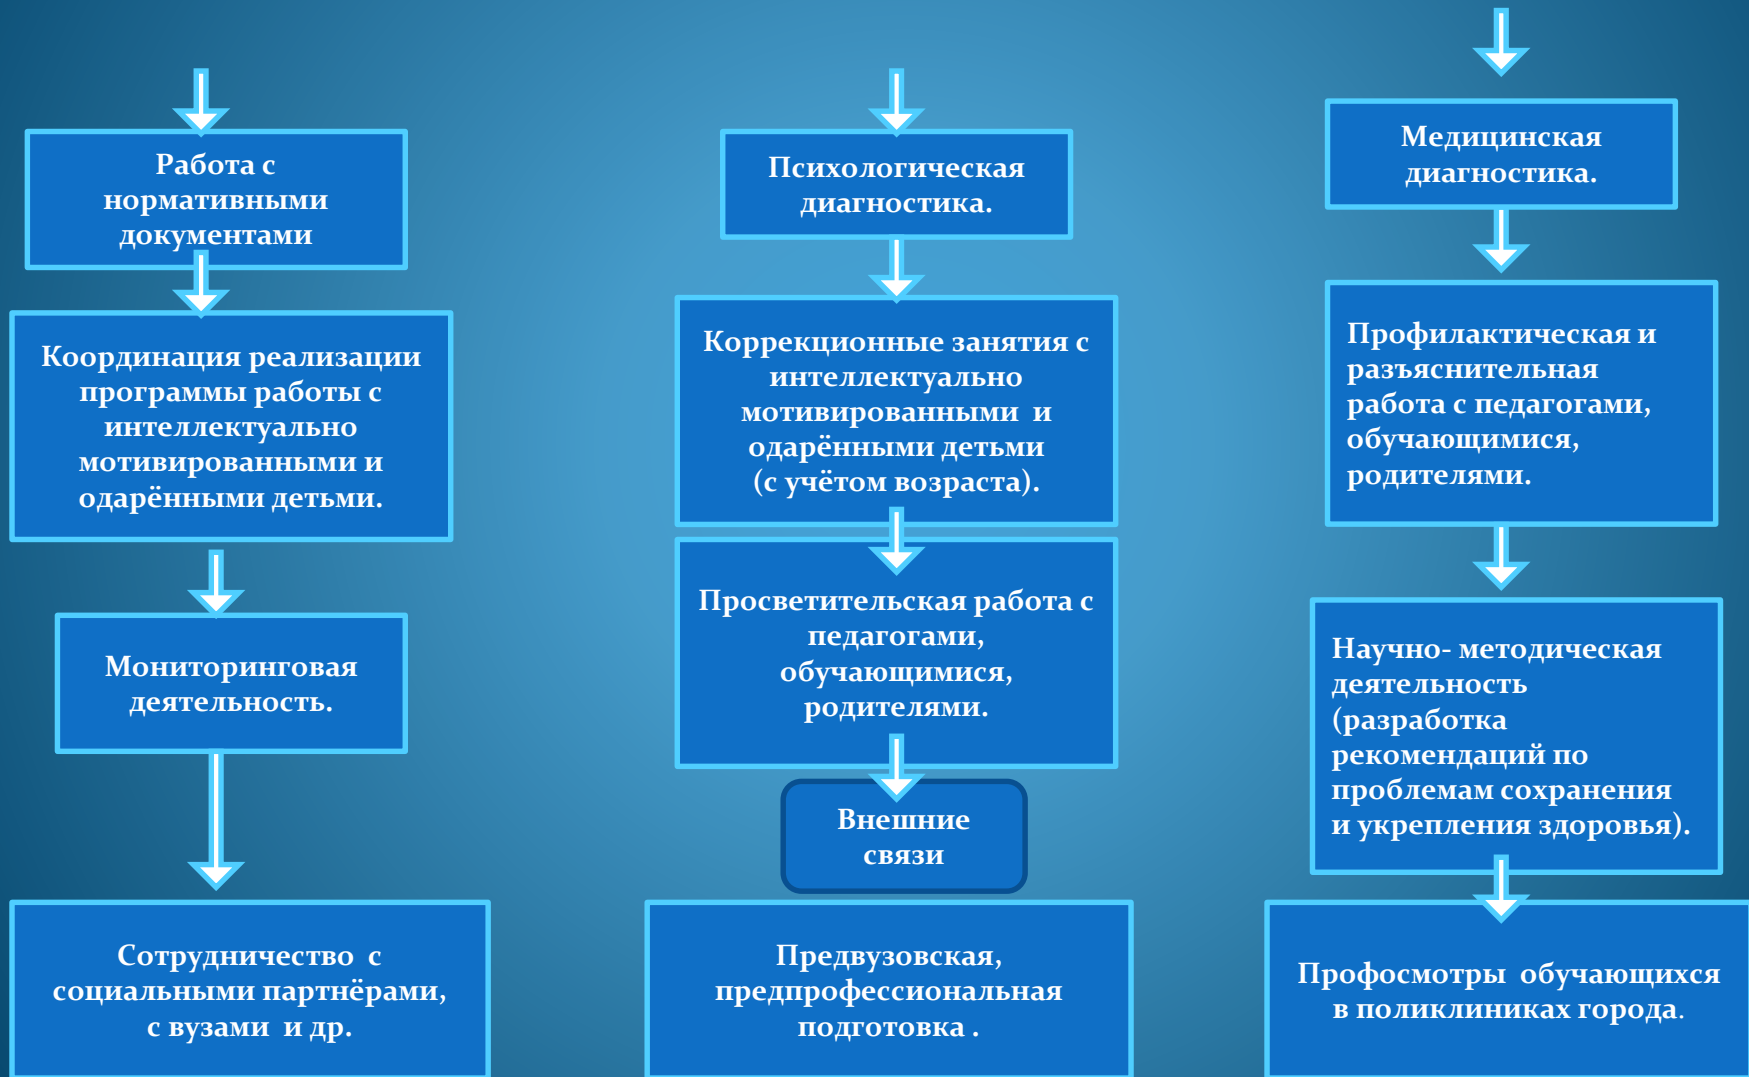 Работа с
нормативными
документами
Координация реализации
программы работы с
интеллектуально
мотивированными и
одарёнными детьми.
Мониторинговая
деятельность.
Сотрудничество с
социальными партнёрами,
с вузами и др.
Психологическая
диагностика.
Коррекционные занятия с
интеллектуально
мотивированными и
одарёнными детьми
(с учётом возраста).
Просветительская работа с
педагогами,
обучающимися,
родителями.
Внешние
связи
Предвузовская,
предпрофессиональная
подготовка .
Медицинская
диагностика.
Профилактическая и
разъяснительная
работа с педагогами,
обучающимися,
родителями.
Научно- методическая
деятельность
(разработка
рекомендаций по
проблемам сохранения
и укрепления здоровья).
Профосмотры обучающихся
в поликлиниках города.